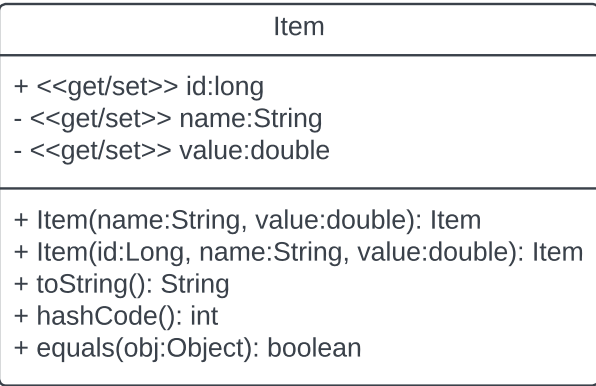 Item
+ <<get/set>> id:long
- <<get/set>> name:String
- <<get/set>> value:double
+ Item(name:String, value:double): Item
+ Item(id:Long, name:String, value:double): Item
+ toString(): String
+ hashCode(): int
+ equals(obj:Object): boolean